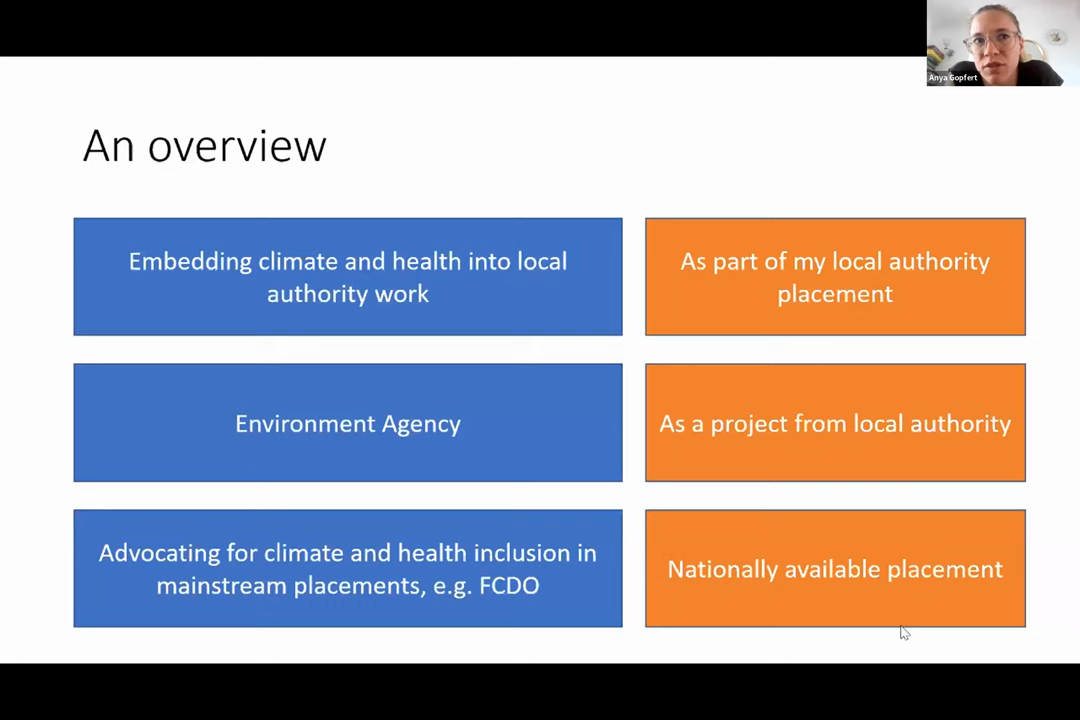 Anya Gopfert
An overview
Embedding climate and health into local
authority work
As part of my local authority
placement
Environment Agency
As a project from local authority
Advocating for climate and health inclusion in
mainstream placements, e.g. FCDO
Nationally available placement